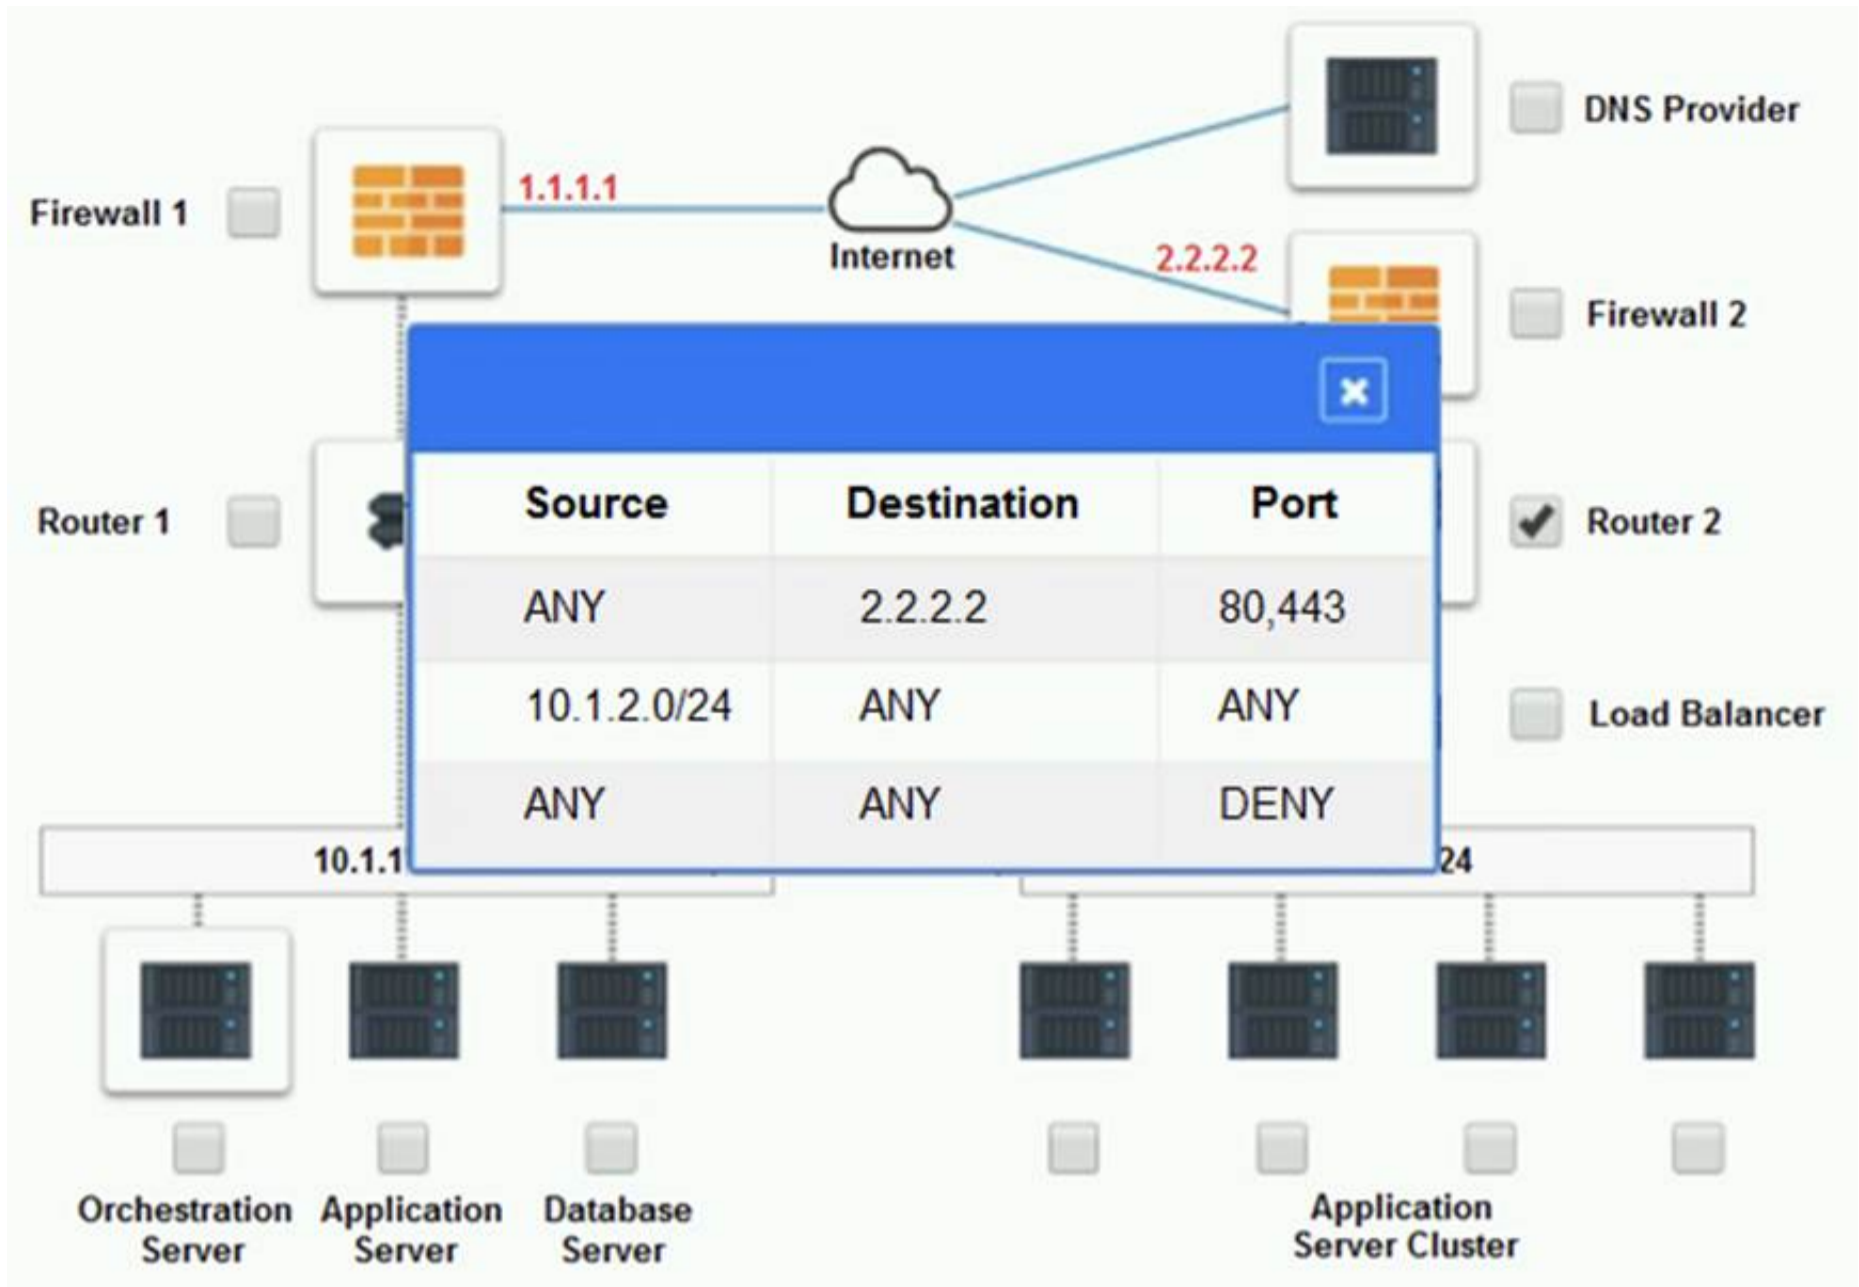 DNS Provider
1.1.1.1
Firewall 1
Internet
2.2.2.2
Firewall 2
Source Destination Port
Router 1
Router 2
ANY 2.2.2.2 80,443
10.1.2.0/24 ANY ANY
Load Balancer
ANY ANY DENY
10.1.1
24
Orchestration
Server
Application
Server
Database
Server
Application
Server Cluster